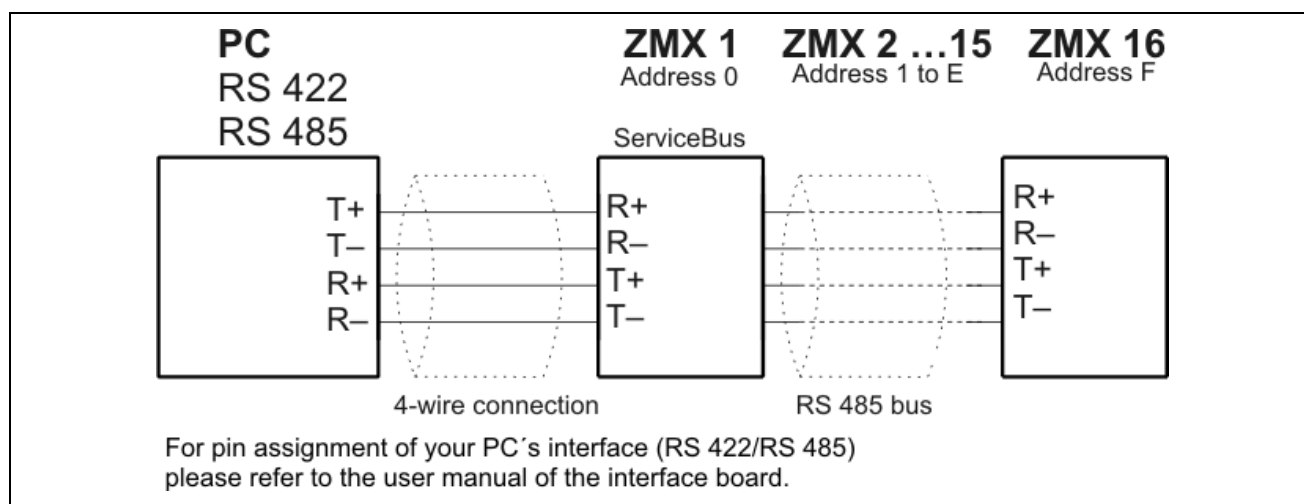 PC
RS 422
RS 485
ZMX 1
Address 0
ZMX 2 …15
Address 1 to E
ZMX 16
Address F
ServiceBus
T+
T–
R+
R–
R+
R–
T+
T–
R+
R–
T+
T–
4-wire connection
RS 485 bus
For pin assignment of your PC´s interface (RS 422/RS 485)
please refer to the user manual of the interface board.